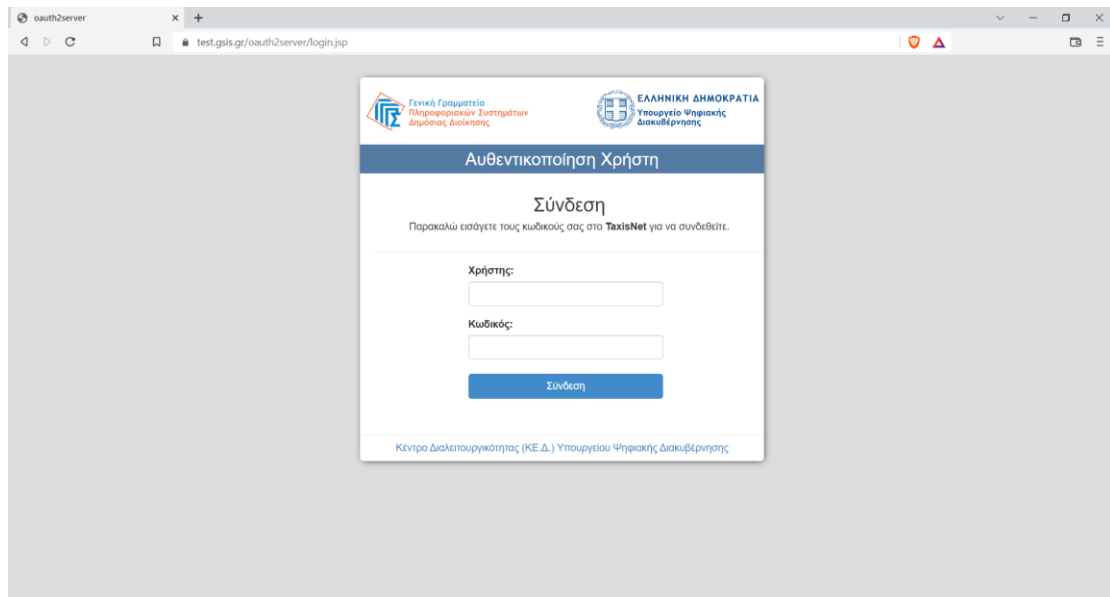 oauth2server
test.gsis.gr/oauth2server/login.jsp
Γενική Γραμματεία
Πληροφοριακών Συστημάτων
Δημόσιας Διοίκησης
ΕΛΛΗΝΙΚΗ ΔΗΜΟΚΡΑΤΙΑ
Υπουργείο Ψηφιακής
Διακυβέρνησης
Αυθεντικοποίηση Χρήστη
Σύνδεση
Παρακαλώ εισάγετε τους κωδικούς σας στο TaxisNet για να συνδεθείτε.
Χρήστης:
Κωδικός:
Σύνδεση
Κέντρο Διαλειτουργικότητας (ΚΕ.Δ.) Υπουργείου Ψηφιακής Διακυβέρνησης